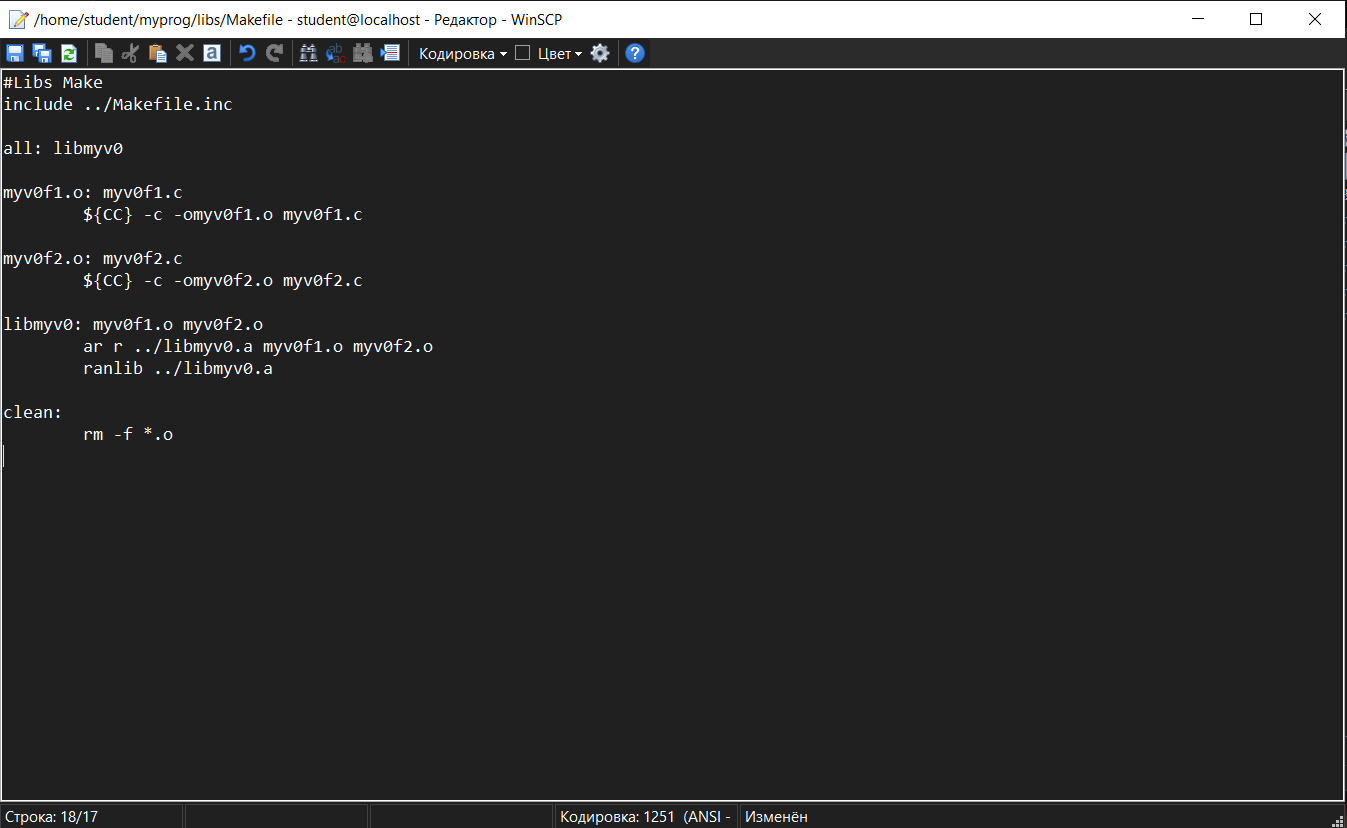 /home/student/myprog/libs/Makefile - student@localhost - Редактор - WinSCP
Кодировка Цвет
#Libs Make
include ../Makefile.inc
all: libmyv0
myv0f1.o: myv0f1.c
${CC} -c -omyv0f1.o myv0f1.c
myv0f2.o: myv0f2.c
${CC} -c -omyv0f2.o myv0f2.c
libmyv0: myv0f1.o myv0f2.o
ar r ../libmyv0.a myv0f1.o myv0f2.o
ranlib ../libmyv0.a
clean:
rm -f *.o
Строка: 18/17 Кодировка: 1251 (ANSI - Изменён